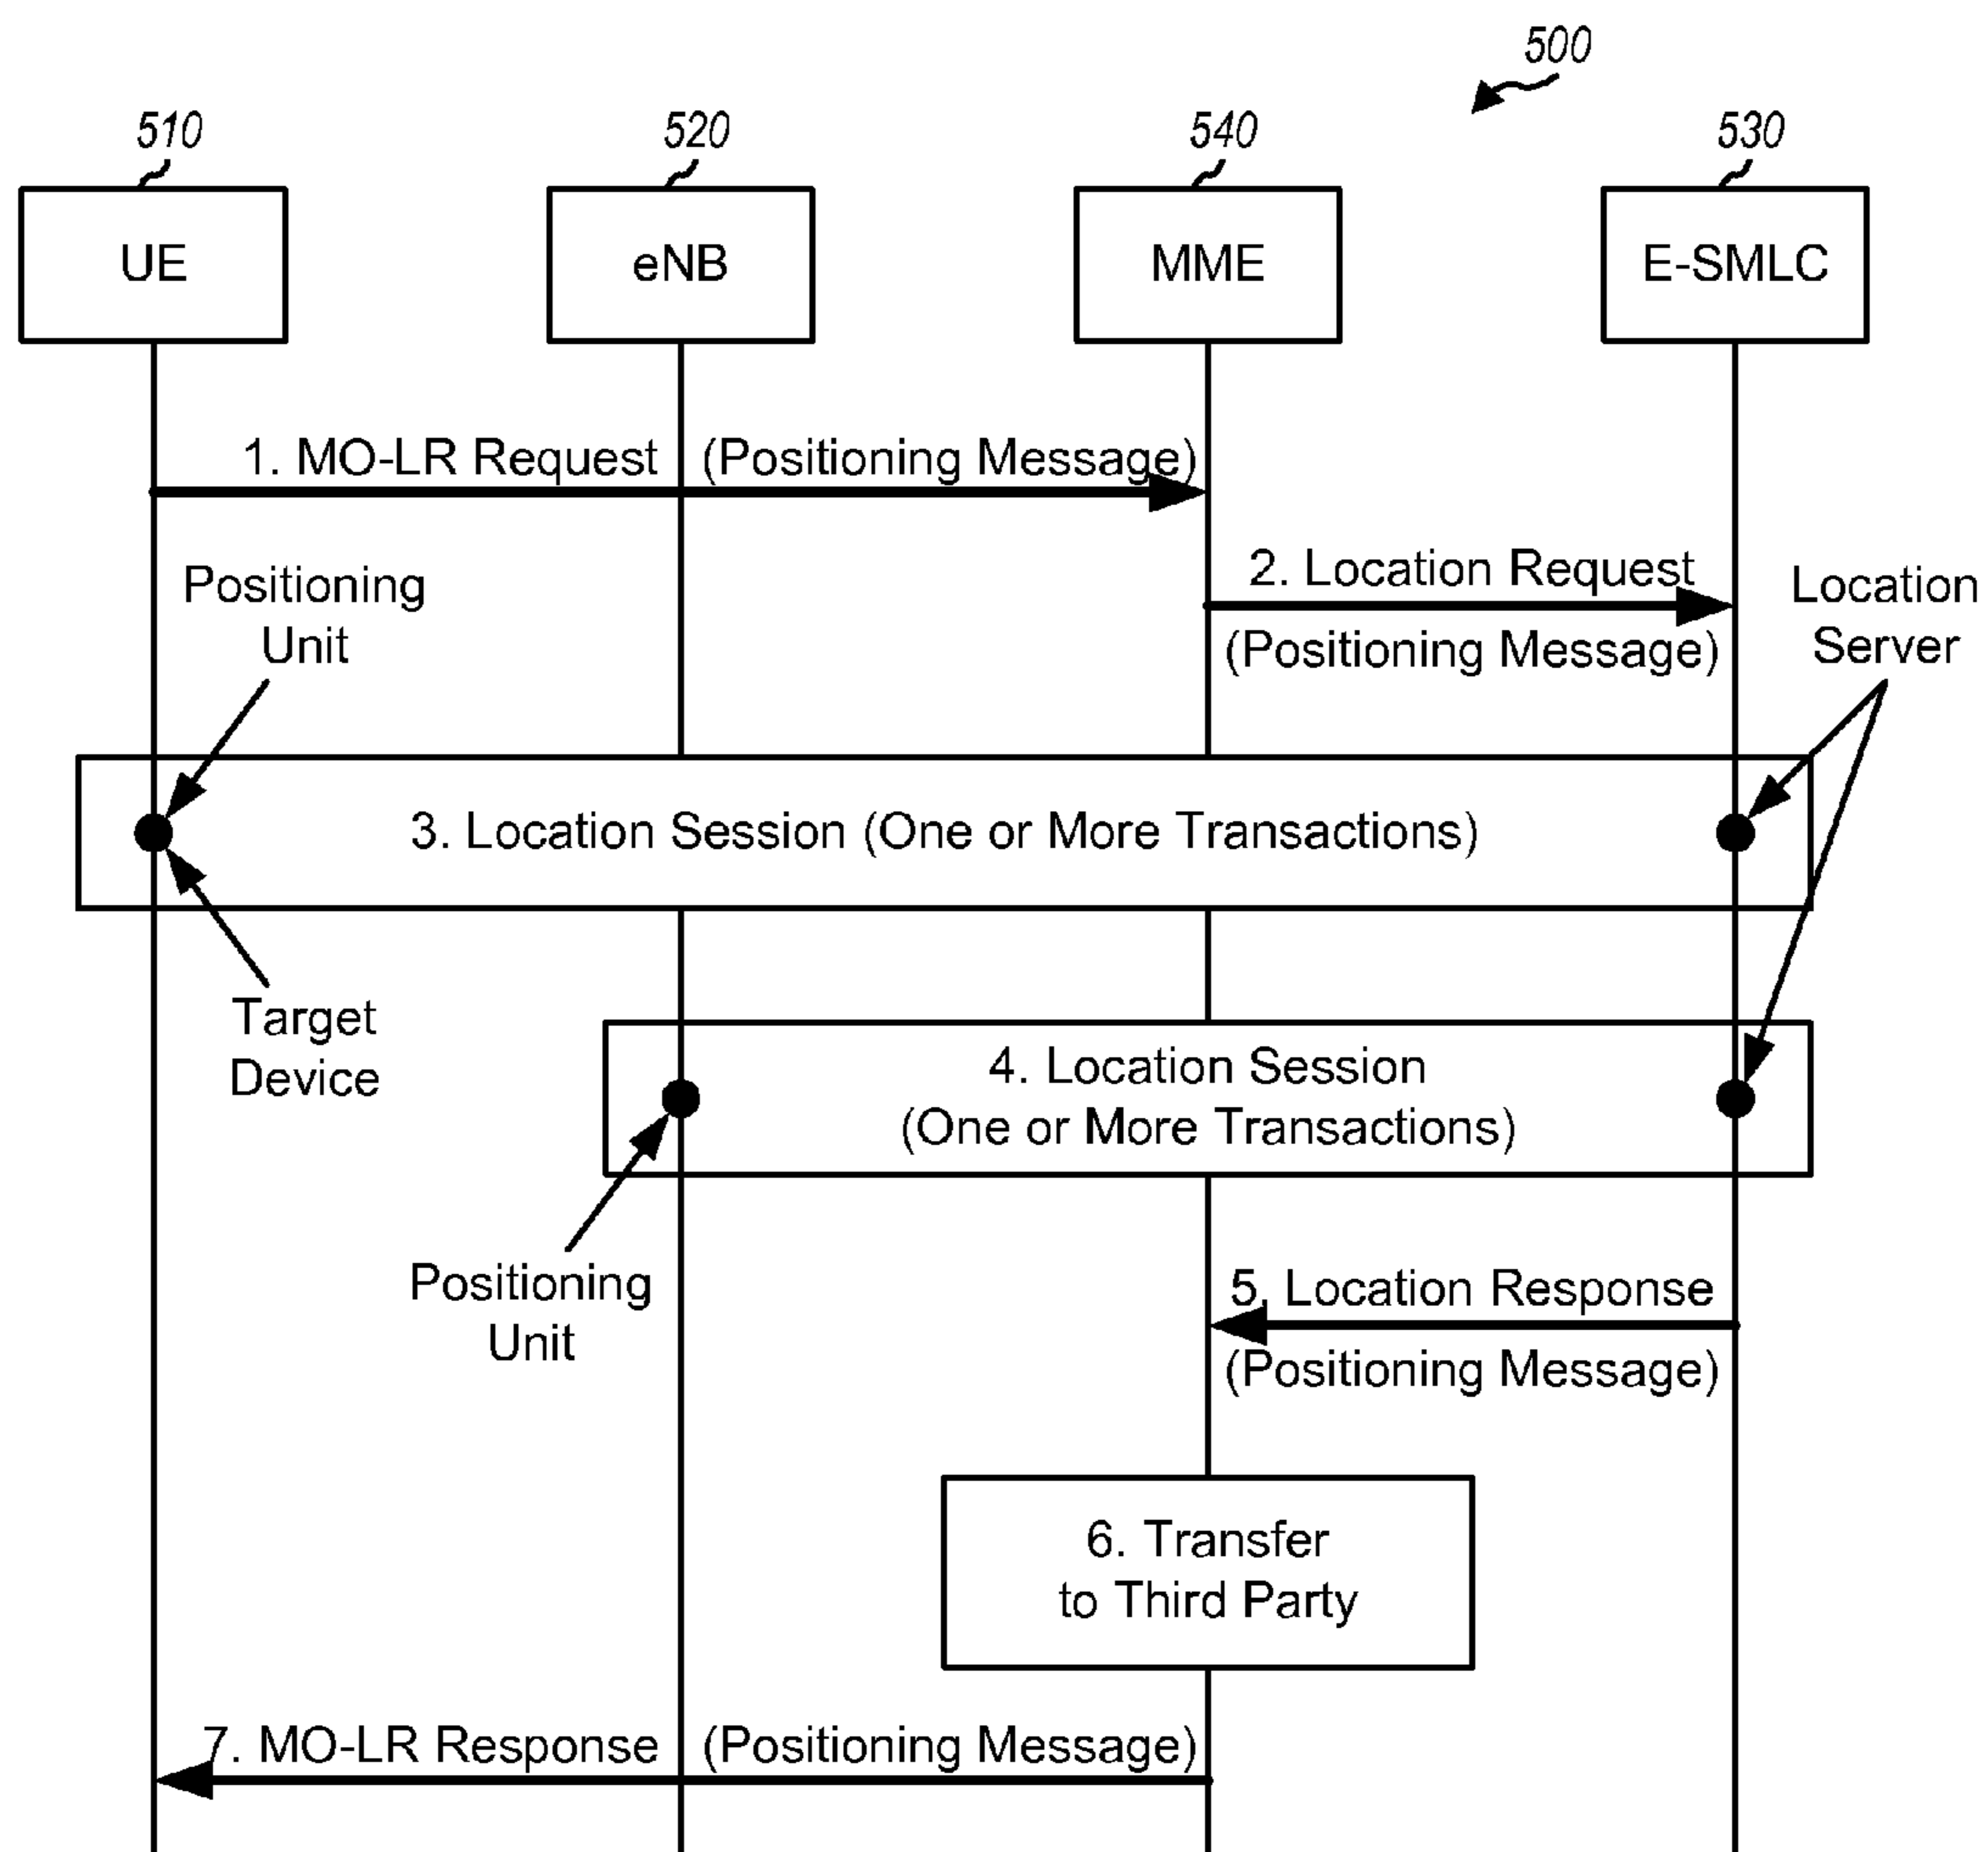 500
510
520
540
530
UE
eNB
MME
E-SMLC
1. MO-LR Request (Positioning Message)
2. Location Request
(Positioning Message)
Positioning
Unit
Location
Server
3. Location Session (One or More Transactions)
Target
Device
4. Location Session
(One or More Transactions)
Positioning
Unit
5. Location Response
(Positioning Message)
6. Transfer
to Third Party
7. MO-LR Response (Positioning Message)